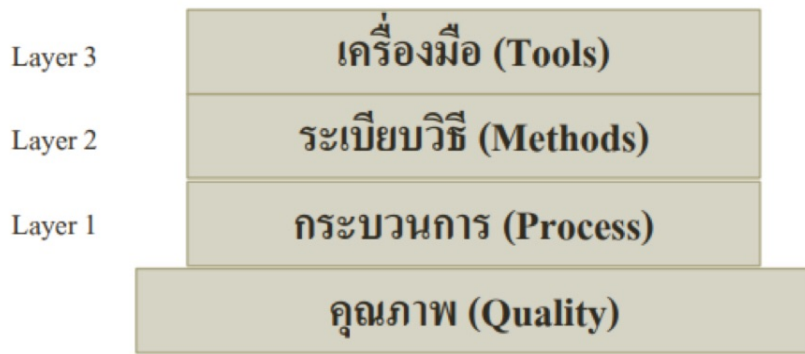 Layer 3 เครื่องมือ (Tools)
Layer 2 ระเบียบวิธี (Methods)
Layer 1 กระบวนการ (Process)
คุณภาพ (Quality)